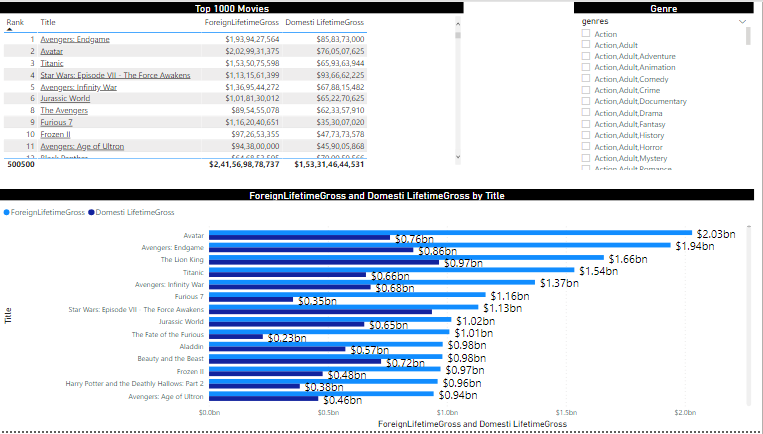 Top 1000 Movies
Rank Title ForeignLifetimeGross Domesti LifetimeGross
1 Avengers: Endgame $1,93,94,27,564 $85,83,73,000
2 Avatar $2,02,99,31,375 $76,05,07,625
3 Titanic $1,53,50,75,598 $65,93,63,944
4 Star Wars: Episode VII - The Force Awakens $1,13,15,61,399 $93,66,62,225
5 Avengers: Infinity War $1,36,95,44,272 $67,88,15,482
6 Jurassic World $1,01,81,30,012 $65,22,70,625
8 The Avengers $89,54,55,078 $62,33,57,910
9 Furious 7 $1,16,20,40,651 $35,30,07,020
10 Frozen II $97,26,53,355 $47,73,73,578
11 Avengers: Age of Ultron $94,38,00,000 $45,90,05,868
12 Black Panther
500500 $2,41,56,98,78,737 $1,53,31,46,44,531
Genre
genres
Action
Action,Adult
Action,Adult,Adventure
Action,Adult,Animation
Action,Adult,Comedy
Action,Adult,Crime
Action,Adult,Documentary
Action,Adult,Drama
Action,Adult,Fantasy
Action,Adult,History
Action,Adult,Horror
Action,Adult,Mystery
Action,Adult,Romance
ForeignLifetimeGross and Domesti LifetimeGross by Title
ForeignLifetimeGross Domesti LifetimeGross
Title
Avatar $2.03bn $0.76bn
Avengers: Endgame $1.94bn $0.86bn
The Lion King $1.66bn $0.97bn
Titanic $1.54bn $0.66bn
Avengers: Infinity War $1.37bn $0.68bn
Furious 7 $1.16bn $0.35bn
Star Wars: Episode VII - The Force Awakens $1.13bn
Jurassic World $1.02bn $0.65bn
The Fate of the Furious $1.01bn $0.23bn
Aladdin $0.98bn $0.57bn
Beauty and the Beast $0.98bn $0.72bn
Frozen II $0.97bn $0.48bn
Harry Potter and the Deathly Hallows: Part 2 $0.96bn $0.38bn
Avengers: Age of Ultron $0.94bn $0.46bn
$0.0bn $0.5bn $1.0bn $1.5bn $2.0bn
ForeignLifetimeGross and Domesti LifetimeGross